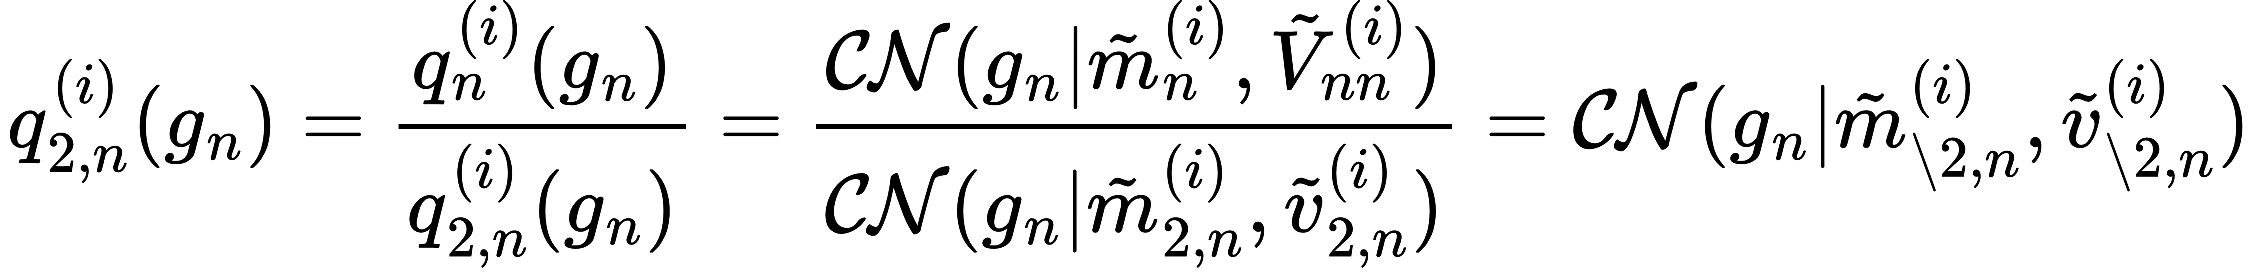 $q_{2,n}^{(i)}(g_n) = \frac{q_n^{(i)}(g_n)}{q_{2,n}^{(i)}(g_n)} = \frac{\mathcal{CN}(g_n|\tilde{m}_n^{(i)}, \tilde{V}_{nn}^{(i)})}{\mathcal{CN}(g_n|\tilde{m}_{2,n}^{(i)}, \tilde{v}_{2,n}^{(i)})} = \mathcal{CN}(g_n|\tilde{m}_{\backslash 2,n}^{(i)}, \tilde{v}_{\backslash 2,n}^{(i)})$